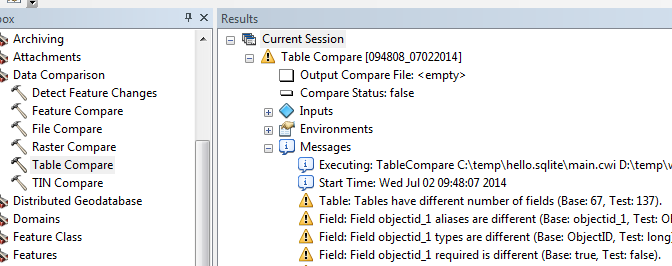 box
Archiving
Attachments
Data Comparison
Detect Feature Changes
Feature Compare
File Compare
Raster Compare
Table Compare
TIN Compare
Distributed Geodatabase
Domains
Feature Class
Features
Results
Current Session
Table Compare [094808_07022014]
Output Compare File: <empty>
Compare Status: false
Inputs
Environments
Messages
Executing: TableCompare C:\temp\hello.sqlite\main.cwi D:\temp\w
Start Time: Wed Jul 02 09:48:07 2014
Table: Tables have different number of fields (Base: 67, Test: 137).
Field: Field objectid_1 aliases are different (Base: objectid_1, Test: O
Field: Field objectid_1 types are different (Base: ObjectID, Test: long
Field: Field objectid_1 required is different (Base: true, Test: false).